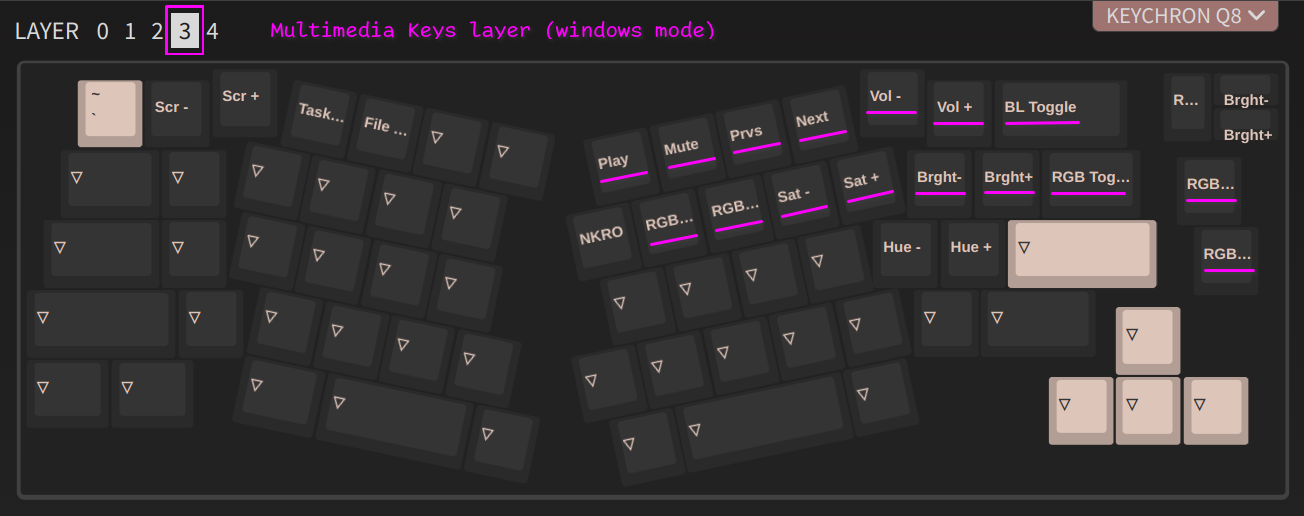 LAYER 0 1 2 3 4 Multimedia Keys layer (windows mode) KEYCHRON Q8
~
`
Scr - Scr + Task... File ... ▽ ▽ Play Mute Prvs Next Vol - Vol + BL Toggle R... Brght-
Brght+
▽ ▽ ▽ ▽ ▽ ▽ NKRO RGB... RGB... Sat - Sat + Brght- Brght+ RGB Tog... RGB...
▽ ▽ ▽ ▽ ▽ ▽ ▽ ▽ ▽ ▽ Hue - Hue + ▽ RGB...
▽ ▽ ▽ ▽ ▽ ▽ ▽ ▽ ▽ ▽ ▽ ▽ ▽ ▽
▽ ▽ ▽ ▽ ▽ ▽ ▽ ▽ ▽ ▽ ▽